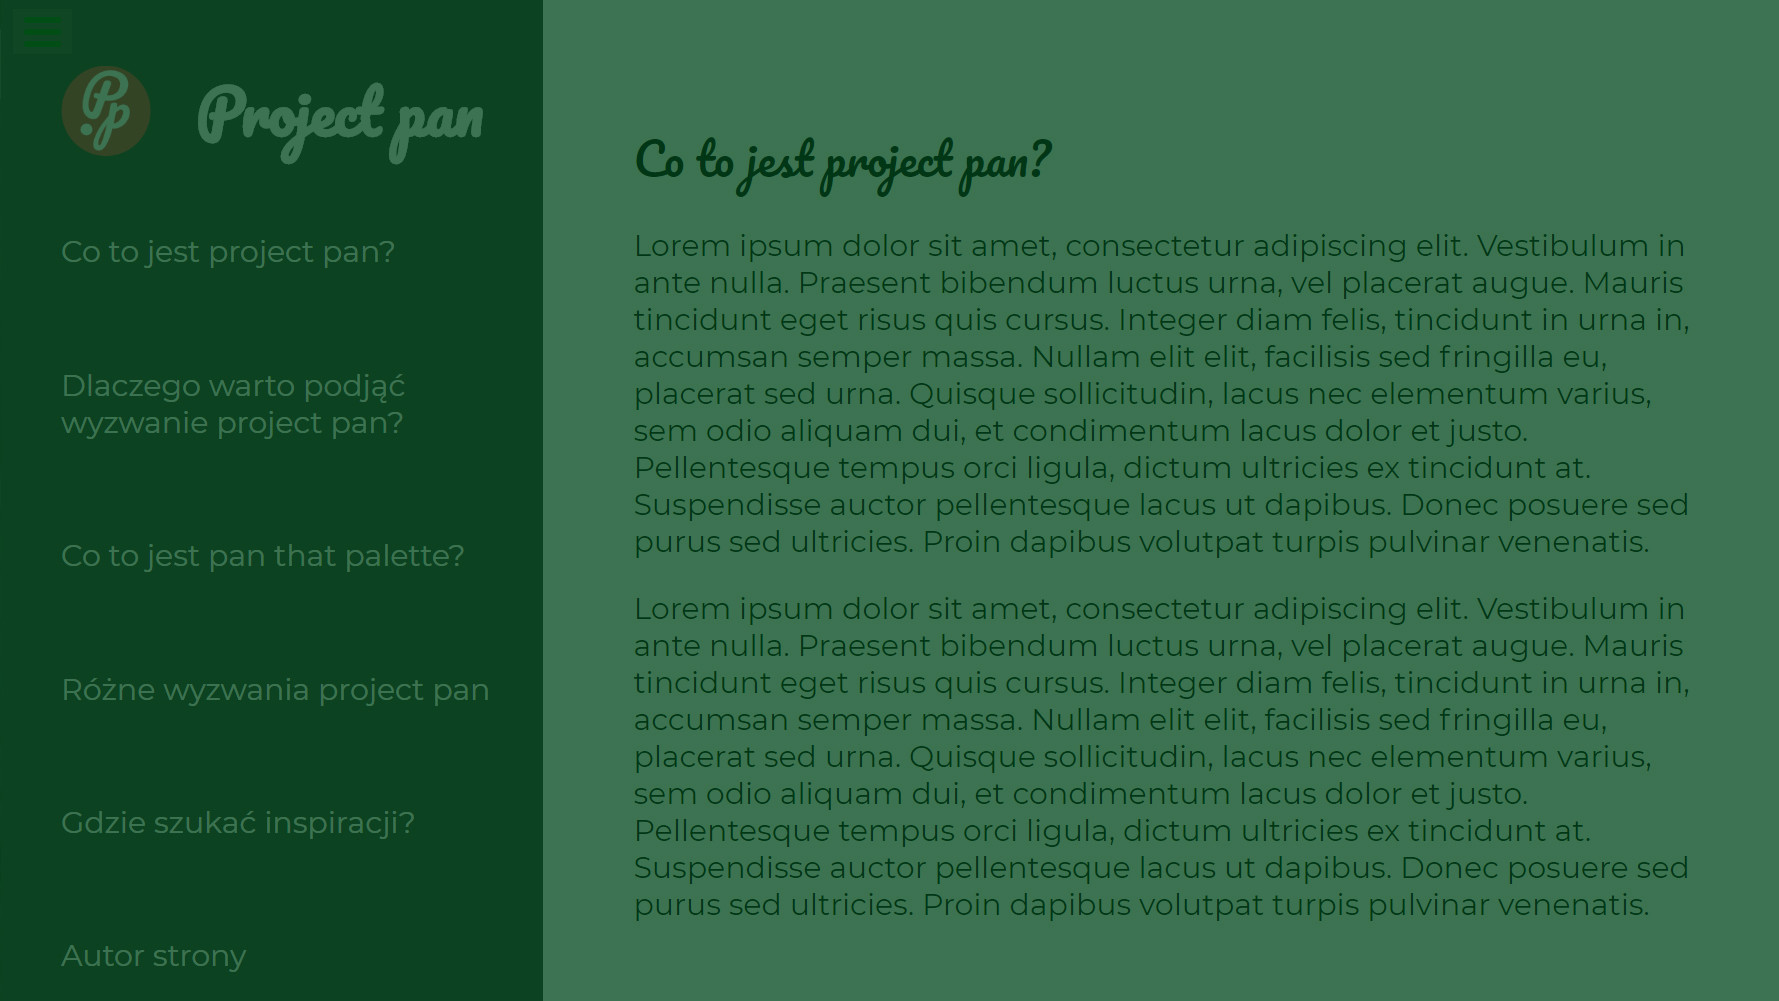 Pp
Project pan
Co to jest project pan?
Dlaczego warto podjąć
wyzwanie project pan?
Co to jest pan that palette?
Różne wyzwania project pan
Gdzie szukać inspiracji?
Autor strony
Co to jest project pan?
Lorem ipsum dolor sit amet, consectetur adipiscing elit. Vestibulum in
ante nulla. Praesent bibendum luctus urna, vel placerat augue. Mauris
tincidunt eget risus quis cursus. Integer diam felis, tincidunt in urna in,
accumsan semper massa. Nullam elit elit, facilisis sed fringilla eu,
placerat sed urna. Quisque sollicitudin, lacus nec elementum varius,
sem odio aliquam dui, et condimentum lacus dolor et justo.
Pellentesque tempus orci ligula, dictum ultricies ex tincidunt at.
Suspendisse auctor pellentesque lacus ut dapibus. Donec posuere sed
purus sed ultricies. Proin dapibus volutpat turpis pulvinar venenatis.
Lorem ipsum dolor sit amet, consectetur adipiscing elit. Vestibulum in
ante nulla. Praesent bibendum luctus urna, vel placerat augue. Mauris
tincidunt eget risus quis cursus. Integer diam felis, tincidunt in urna in,
accumsan semper massa. Nullam elit elit, facilisis sed fringilla eu,
placerat sed urna. Quisque sollicitudin, lacus nec elementum varius,
sem odio aliquam dui, et condimentum lacus dolor et justo.
Pellentesque tempus orci ligula, dictum ultricies ex tincidunt at.
Suspendisse auctor pellentesque lacus ut dapibus. Donec posuere sed
purus sed ultricies. Proin dapibus volutpat turpis pulvinar venenatis.